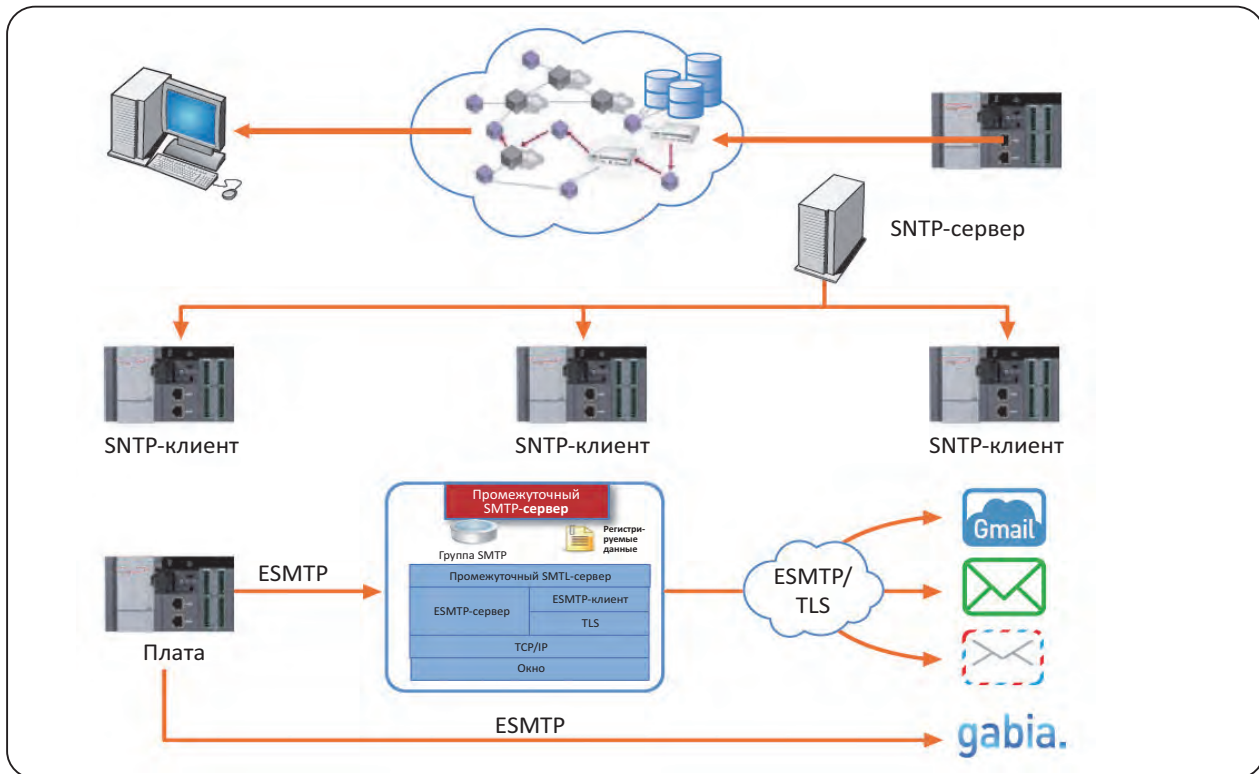 SNTP-сервер
SNTP-клиент
SNTP-клиент
SNTP-клиент
Промежуточный
SMTP-сервер
Группа SMTP
Регистри-
руемые
данные
Промежуточный SMTL-сервер
ESMTP-сервер
ESMTP-клиент
TLS
TCP/IP
Окно
ESMTP
Плата
ESMTP/
TLS
Gmail
ESMTP
gabia.